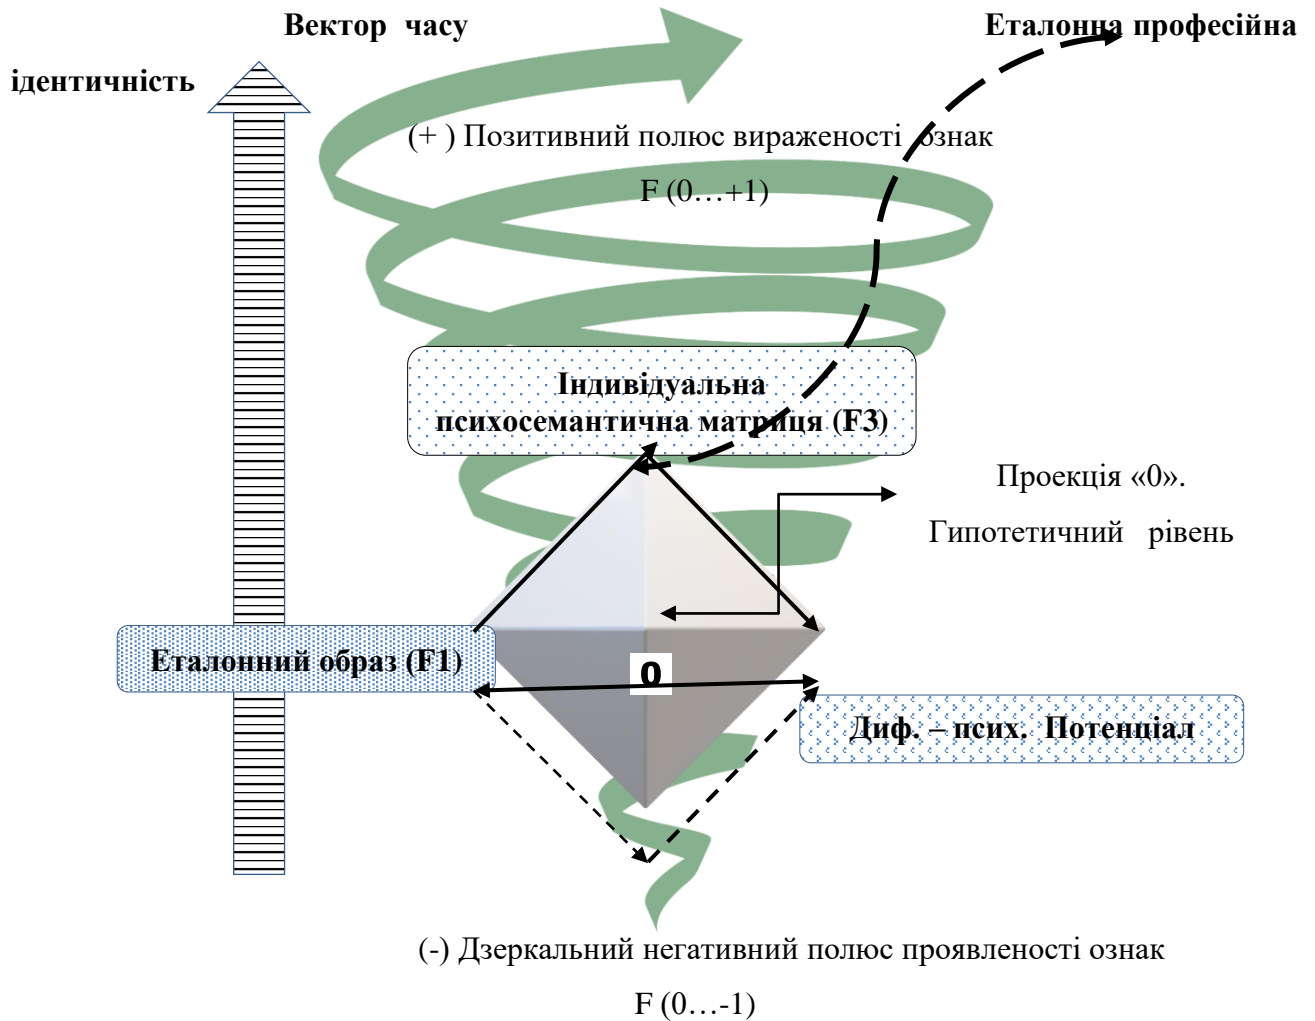 Вектор часу
Еталонна професійна
ідентичність
(+ ) Позитивний полюс вираженості ознак
F (0…+1)
Індивідуальна
психосемантична матриця (F3)
Проекція «0».
Гипотетичний рівень
Еталонний образ (F1)
0
Диф. – псих. Потенціал
(-) Дзеркальний негативний полюс проявленості ознак
F (0…-1)